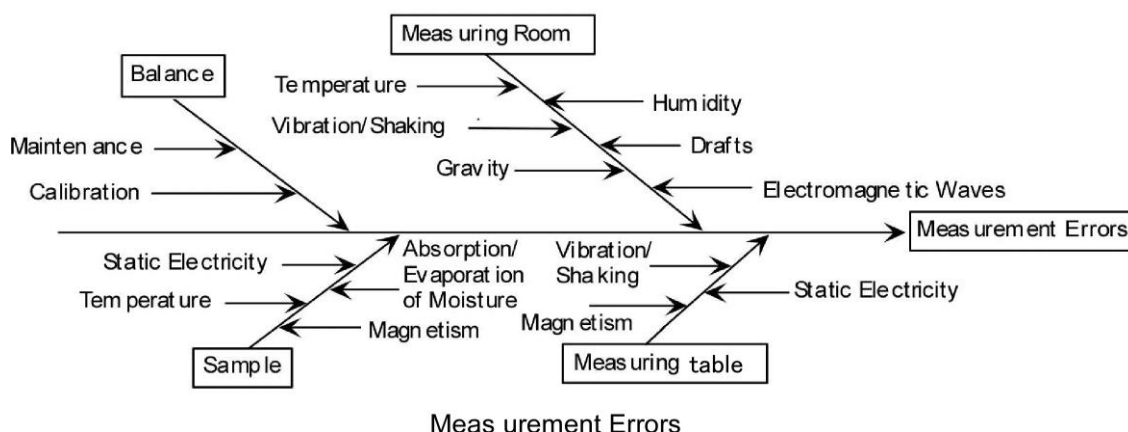 Measuring Room
Balance
Temperature
Humidity
Vibration/Shaking
Maintenance
Drafts
Gravity
Calibration
Electromagnetic Waves
Measurement Errors
Static Electricity
Absorption/
Evaporation
of Moisture
Vibration/
Shaking
Temperature
Static Electricity
Magnetism
Magnetism
Sample
Measuring table
Measurement Errors